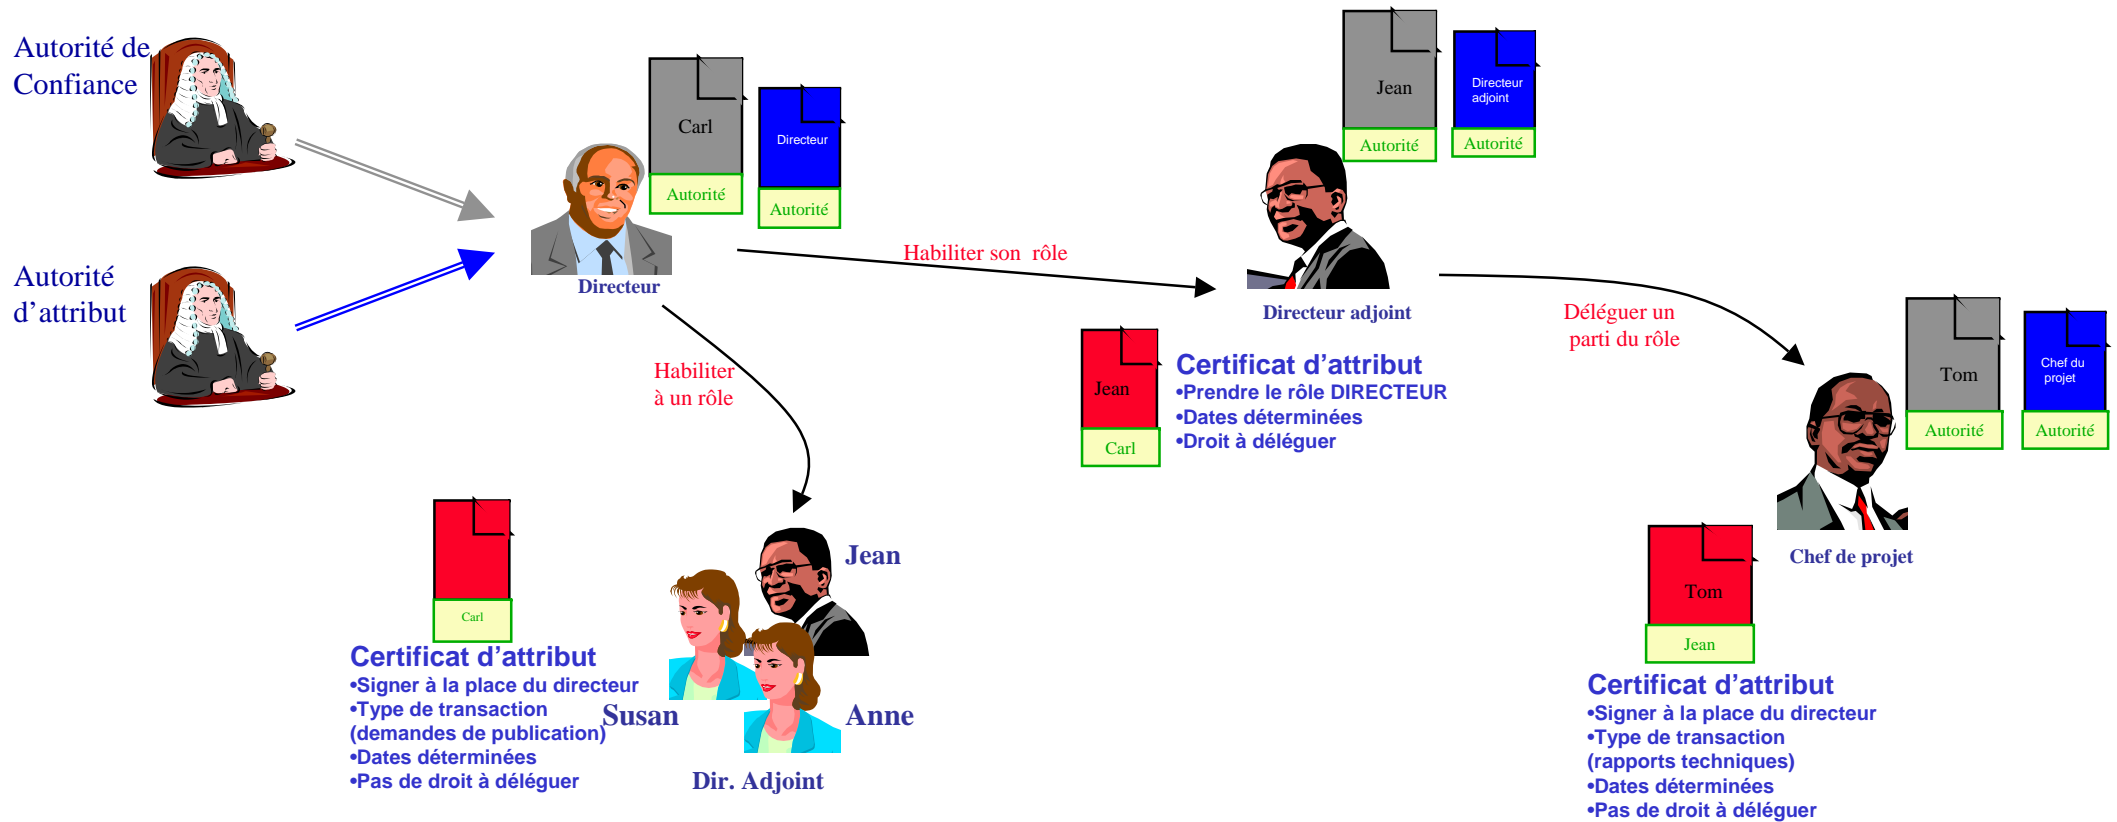 Autorité de
Confiance
Autorité
d’attribut
Carl
Autorité
Directeur
Autorité
Directeur
Habiliter son rôle
Jean
Autorité
Directeur
adjoint
Autorité
Directeur adjoint
Jean
Carl
Certificat d’attribut
•Prendre le rôle DIRECTEUR
•Dates déterminées
•Droit à déléguer
Déléguer un
parti du rôle
Tom
Autorité
Chef du
projet
Autorité
Chef de projet
Tom
Jean
Certificat d’attribut
•Signer à la place du directeur
•Type de transaction
(rapports techniques)
•Dates déterminées
•Pas de droit à déléguer
Habiliter
à un rôle
Carl
Certificat d’attribut
•Signer à la place du directeur
•Type de transaction
(demandes de publication)
•Dates déterminées
•Pas de droit à déléguer
Jean
Susan
Anne
Dir. Adjoint